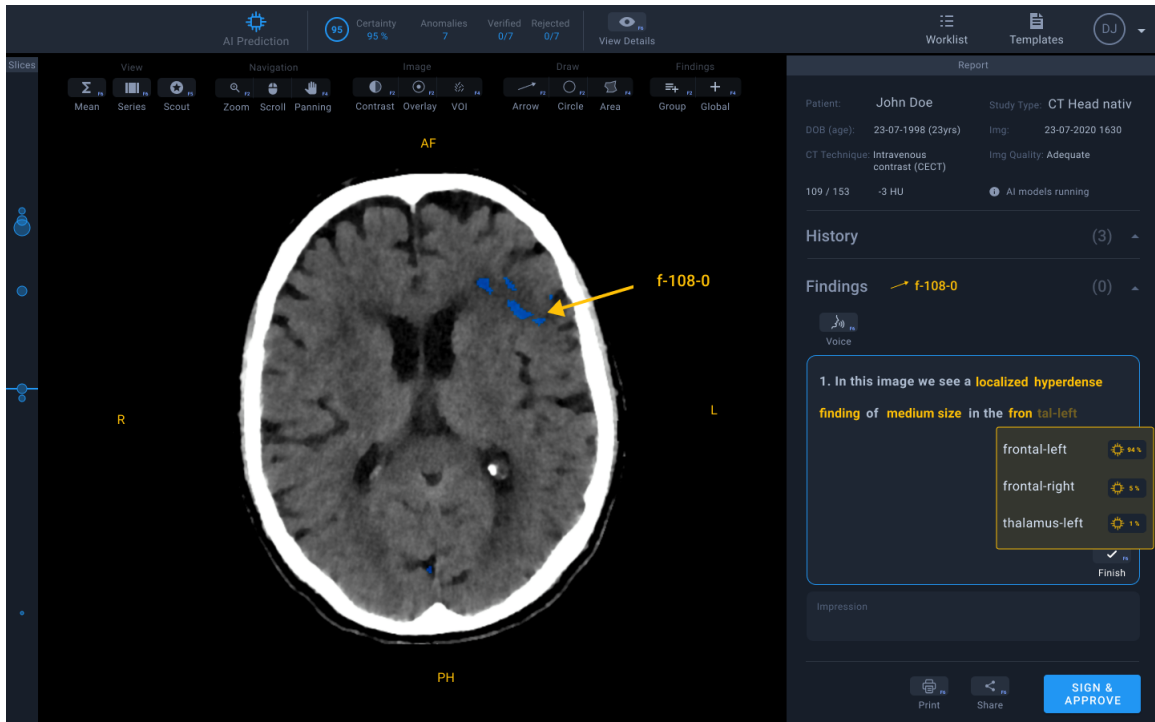 AI Prediction
95
Certainty
95 %
Anomalies
7
Verified
0/7
Rejected
0/7
View Details
Worklist
Templates
DJ
Slices
View
Navigation
Image
Draw
Findings
Mean
Series
Scout
Zoom
Scroll
Panning
Contrast
Overlay
VOI
Arrow
Circle
Area
Group
Global
AF
R
L
PH
f-108-0
Report
Patient: John Doe
Study Type: CT Head nativ
DOB (age): 23-07-1998 (23yrs)
Img: 23-07-2020 1630
CT Technique: Intravenous
contrast (CECT)
Img Quality: Adequate
109 / 153
-3 HU
AI models running
History (3)
Findings f-108-0 (0)
Voice
1. In this image we see a localized hyperdense
finding of medium size in the fron tal-left
frontal-left 94 %
frontal-right 5 %
thalamus-left 1 %
Finish
Impression
Print
Share
SIGN &
APPROVE